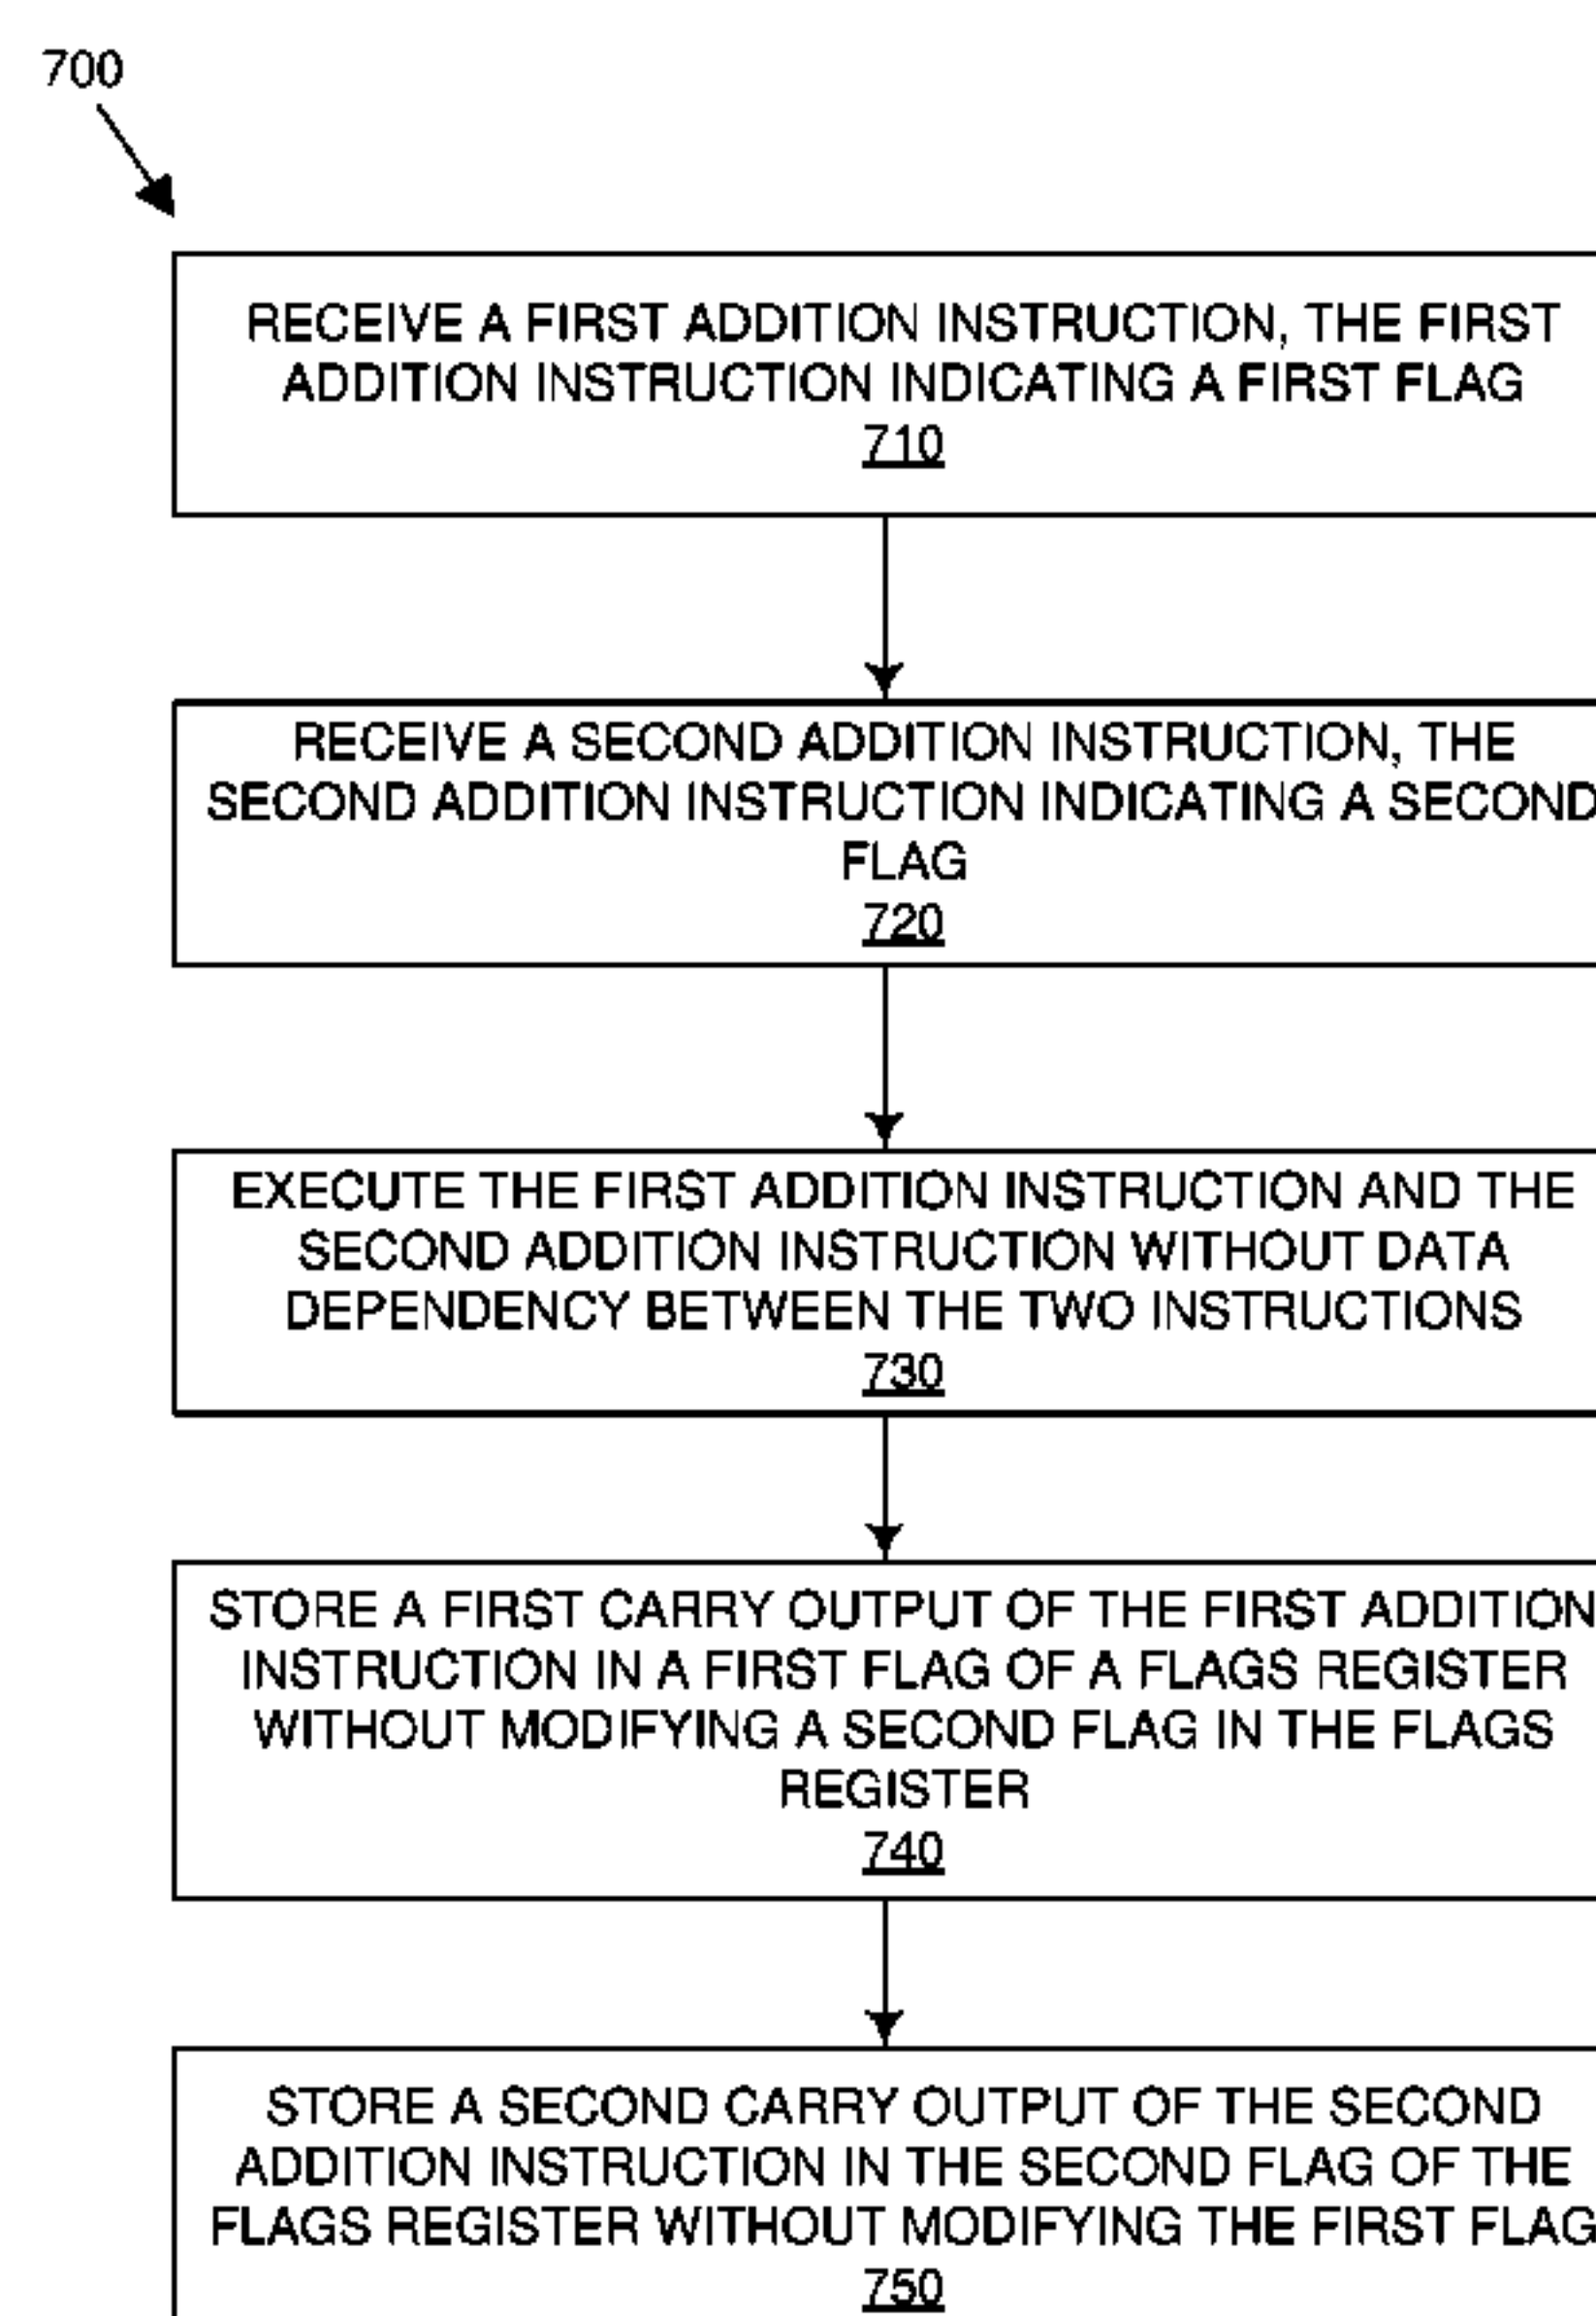 700
RECEIVE A FIRST ADDITION INSTRUCTION, THE FIRST
ADDITION INSTRUCTION INDICATING A FIRST FLAG
710
RECEIVE A SECOND ADDITION INSTRUCTION, THE
SECOND ADDITION INSTRUCTION INDICATING A SECOND
FLAG
720
EXECUTE THE FIRST ADDITION INSTRUCTION AND THE
SECOND ADDITION INSTRUCTION WITHOUT DATA
DEPENDENCY BETWEEN THE TWO INSTRUCTIONS
730
STORE A FIRST CARRY OUTPUT OF THE FIRST ADDITION
INSTRUCTION IN A FIRST FLAG OF A FLAGS REGISTER
WITHOUT MODIFYING A SECOND FLAG IN THE FLAGS
REGISTER
740
STORE A SECOND CARRY OUTPUT OF THE SECOND
ADDITION INSTRUCTION IN THE SECOND FLAG OF THE
FLAGS REGISTER WITHOUT MODIFYING THE FIRST FLAG
750